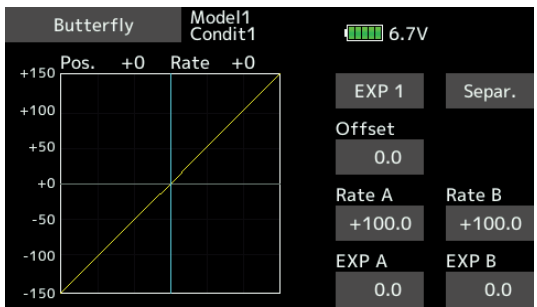 Butterfly
Model1
Condit1
6.7V
Pos. +0 Rate +0
+150
+100
+50
+0
-50
-100
-150
EXP 1 Separ.
Offset
0.0
Rate A Rate B
+100.0 +100.0
EXP A EXP B
0.0 0.0